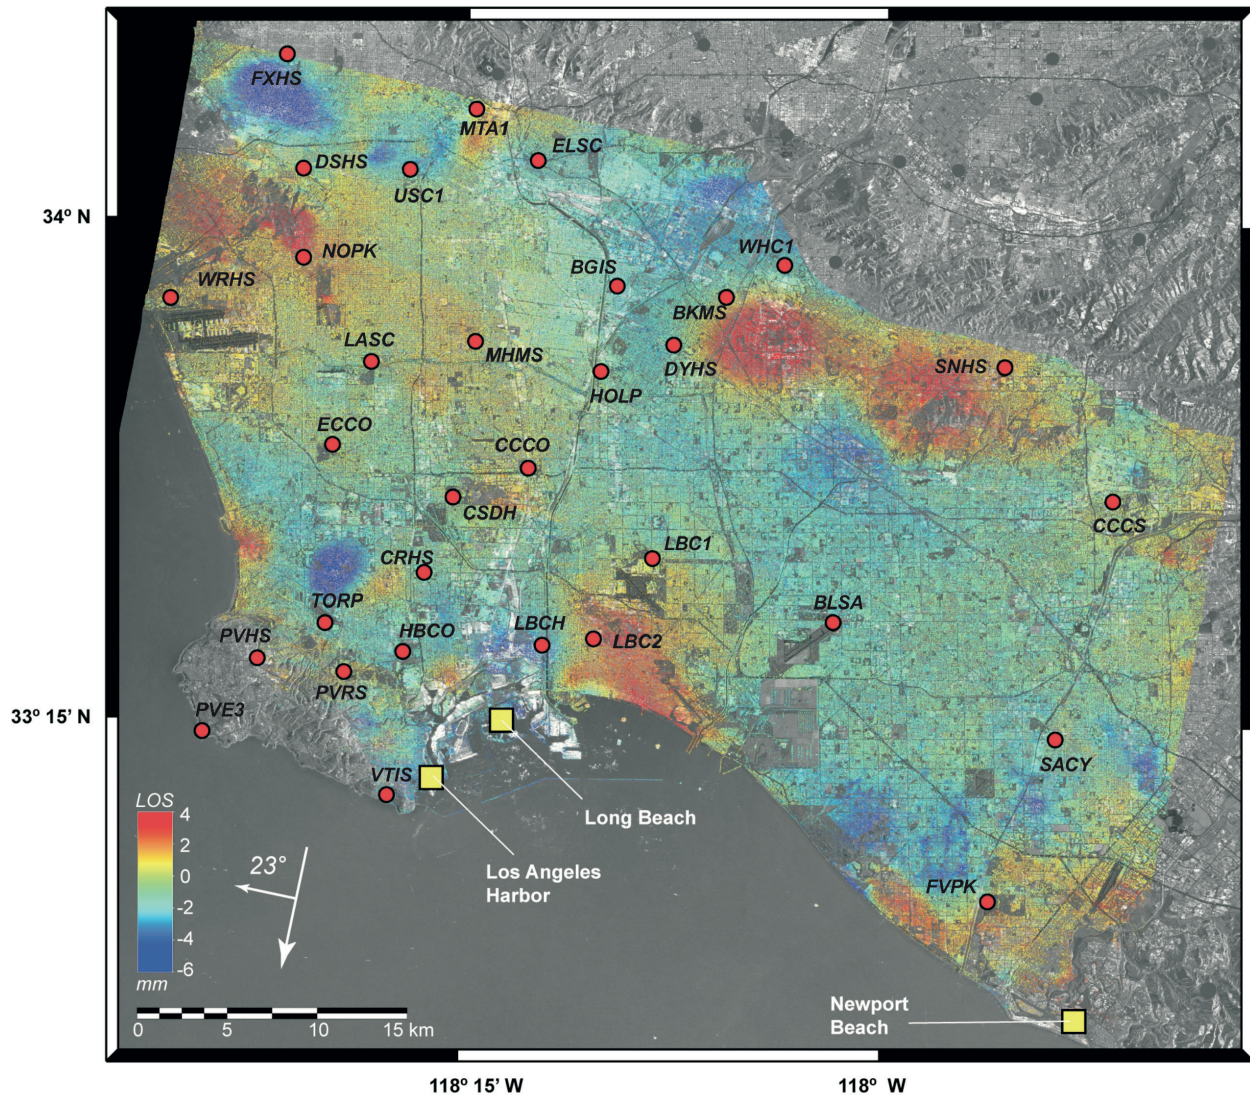 FXHS
MTA1
ELSC
DSHS
USC1
34° N
NOPK
WHC1
BGIS
WRHS
BKMS
LASC
MHMS
DYHS
SNHS
HOLP
ECCO
CCCO
CSDH
CCCS
LBC1
CRHS
TORP
BLSA
PVHS
HBCO
LBCH
LBC2
PVRS
33° 15' N
PVE3
SACY
VTIS
LOS
4
2
0
-2
-4
-6
mm
23°
Long Beach
Los Angeles
Harbor
FVPK
Newport
Beach
0 5 10 15 km
118° 15' W
118° W